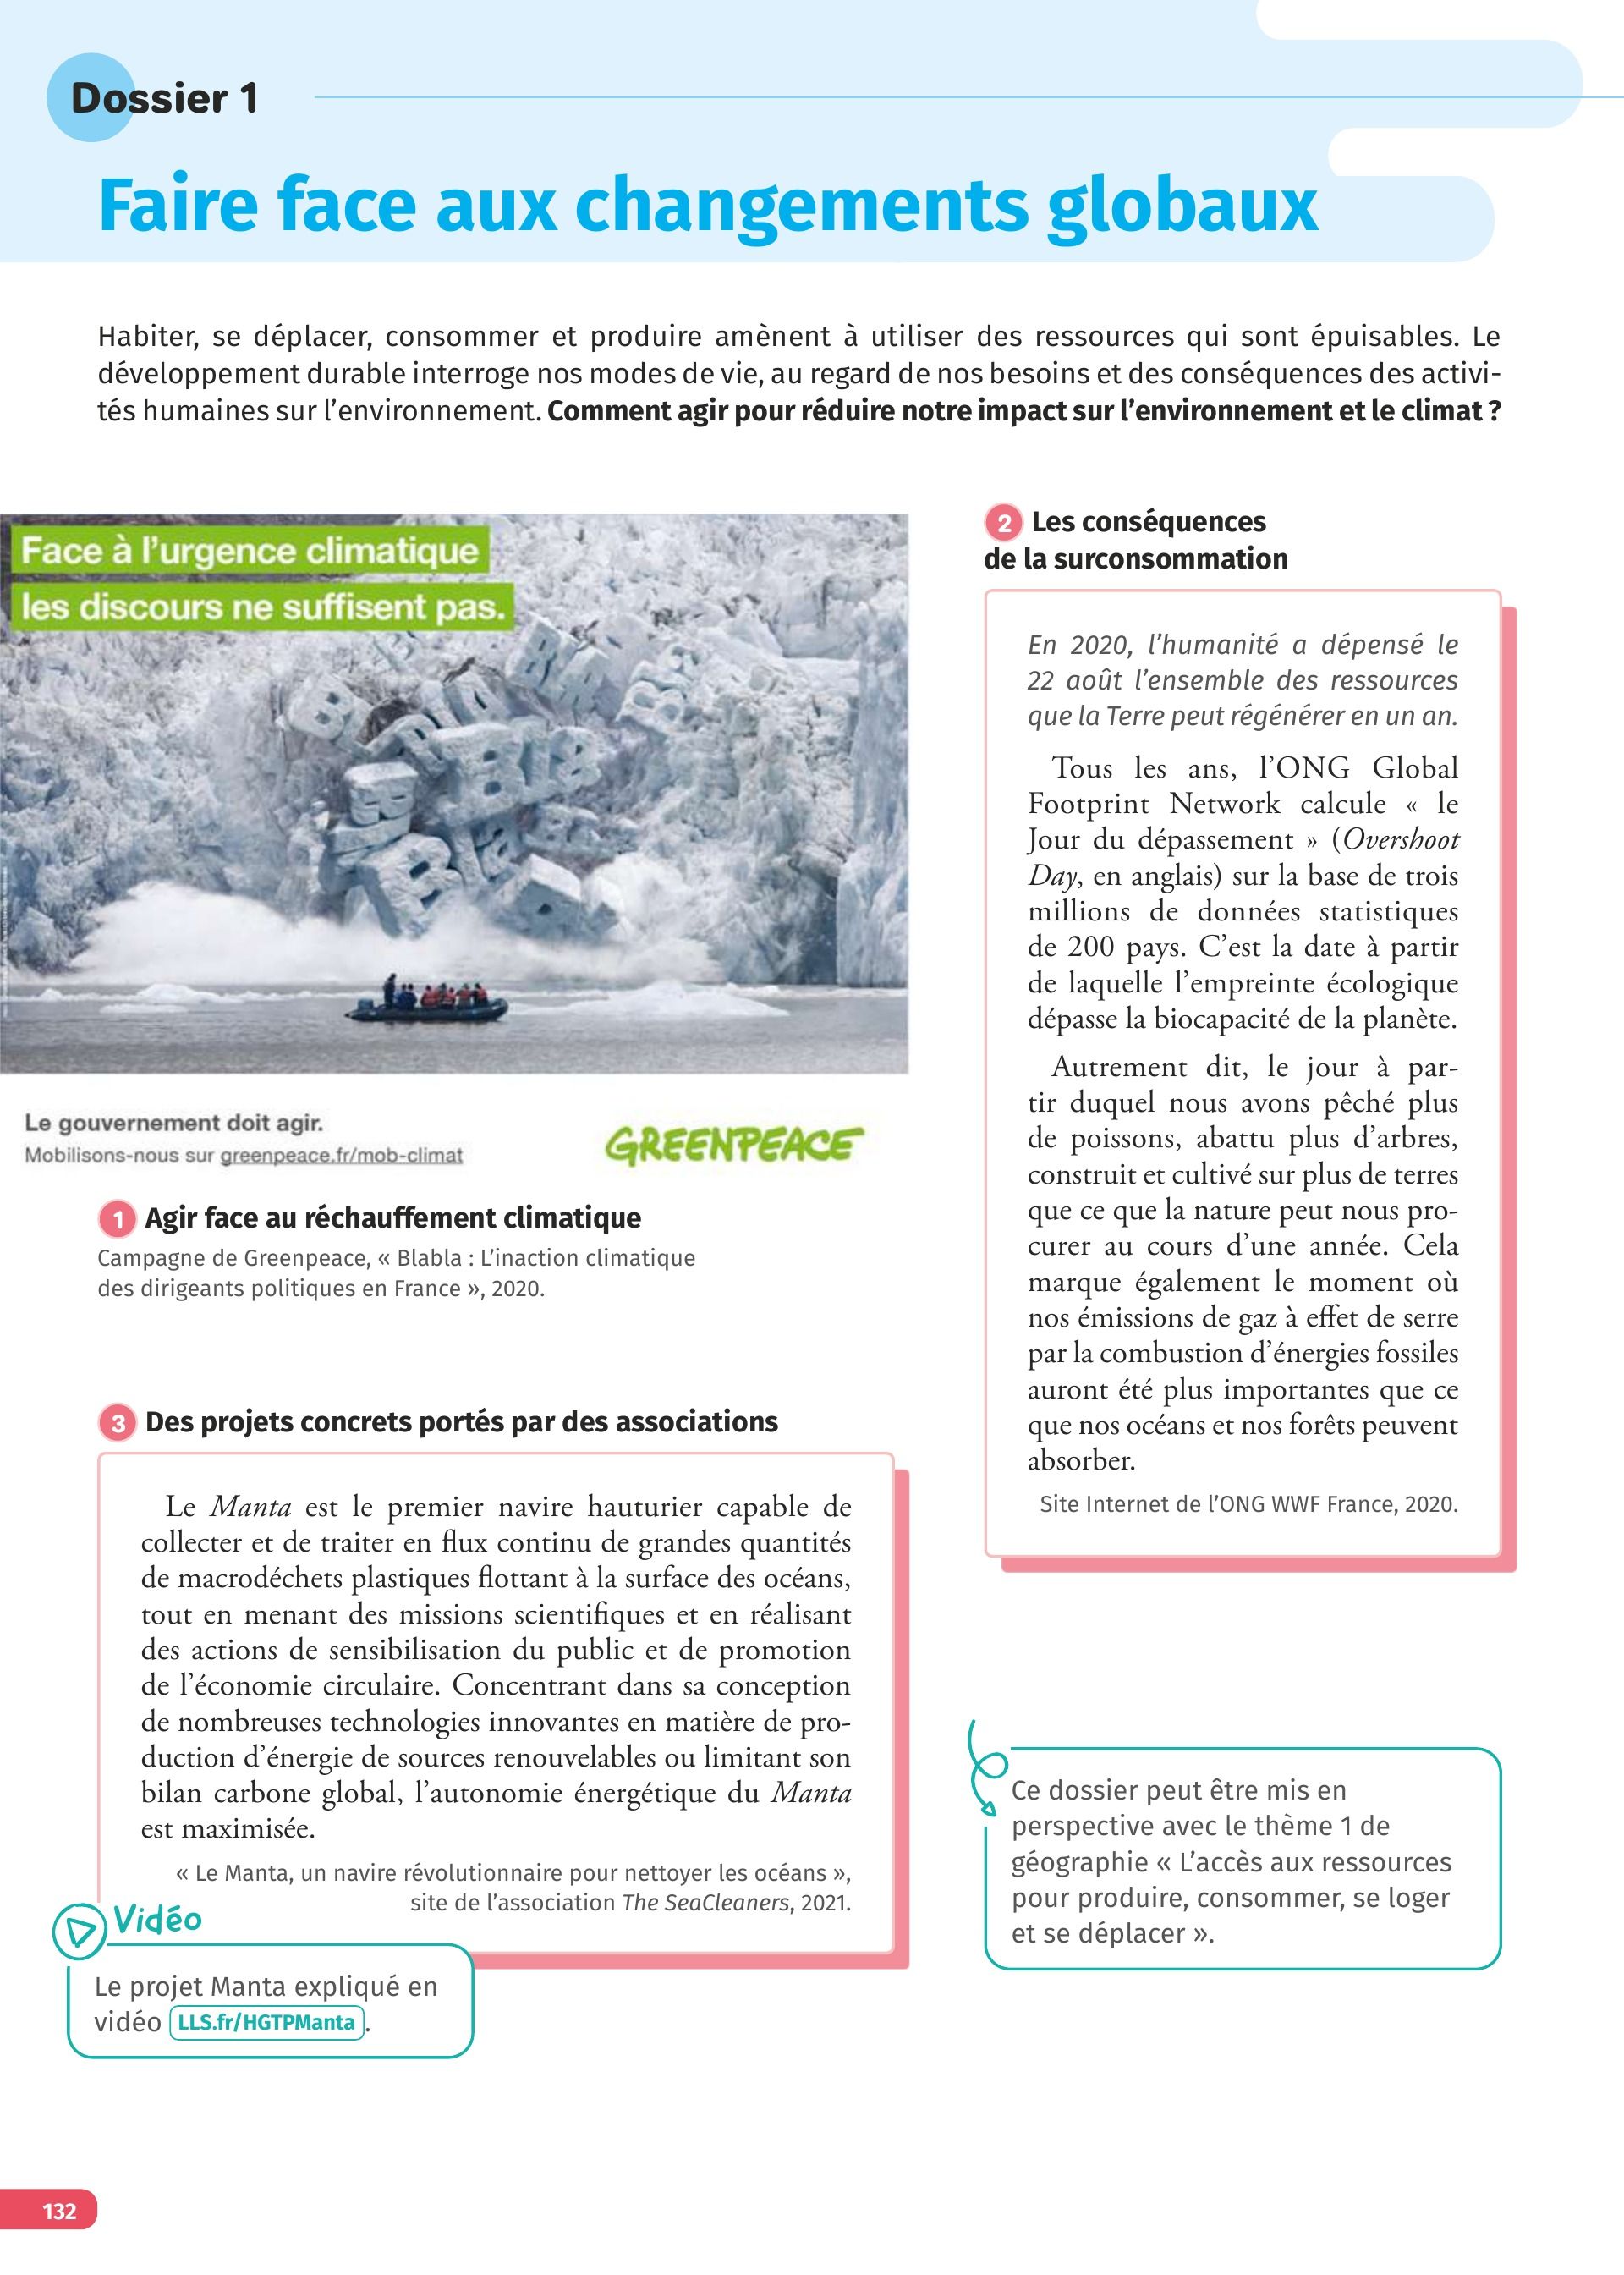 Dossier 1
Faire face aux changements globaux
Habiter, se déplacer, consommer et produire amènent à utiliser des ressources qui sont épuisables. Le
développement durable interroge nos modes de vie, au regard de nos besoins et des conséquences des activi-
tés humaines sur l'environnement. Comment agir pour réduire notre impact sur l'environnement et le climat ?
Face à l'urgence climatique
les discours ne suffisent pas.
Bla
Bla
Bla
Bla
Bla
Bla
Bla
Le gouvernement doit agir.
Mobilisons-nous sur greenpeace.fr/mob-climat
GREENPEACE
1 Agir face au réchauffement climatique
Campagne de Greenpeace, « Blabla : L'inaction climatique
des dirigeants politiques en France », 2020.
2 Les conséquences
de la surconsommation
En 2020, l'humanité a dépensé le
22 août l'ensemble des ressources
que la Terre peut régénérer en un an.
Tous les ans, l'ONG Global
Footprint Network calcule « le
Jour du dépassement » (Overshoot
Day, en anglais) sur la base de trois
millions de données statistiques
de 200 pays. C'est la date à partir
de laquelle l'empreinte écologique
dépasse la biocapacité de la planète.
Autrement dit, le jour à par-
tir duquel nous avons pêché plus
de poissons, abattu plus d'arbres,
construit et cultivé sur plus de terres
que ce que la nature peut nous pro-
curer au cours d'une année. Cela
marque également le moment où
nos émissions de gaz à effet de serre
par la combustion d'énergies fossiles
auront été plus importantes que ce
que nos océans et nos forêts peuvent
absorber.
Site Internet de l'ONG WWF France, 2020.
3 Des projets concrets portés par des associations
Le Manta est le premier navire hauturier capable de
collecter et de traiter en flux continu de grandes quantités
de macrodéchets plastiques flottant à la surface des océans,
tout en menant des missions scientifiques et en réalisant
des actions de sensibilisation du public et de promotion
de l'économie circulaire. Concentrant dans sa conception
de nombreuses technologies innovantes en matière de pro-
duction d'énergie de sources renouvelables ou limitant son
bilan carbone global, l'autonomie énergétique du Manta
est maximisée.
« Le Manta, un navire révolutionnaire pour nettoyer les océans »,
site de l'association The SeaCleaners, 2021.
Vidéo
Le projet Manta expliqué en
vidéo LLS.fr/HGTPManta.
Ce dossier peut être mis en
perspective avec le thème 1 de
géographie « L'accès aux ressources
pour produire, consommer, se loger
et se déplacer ».
132